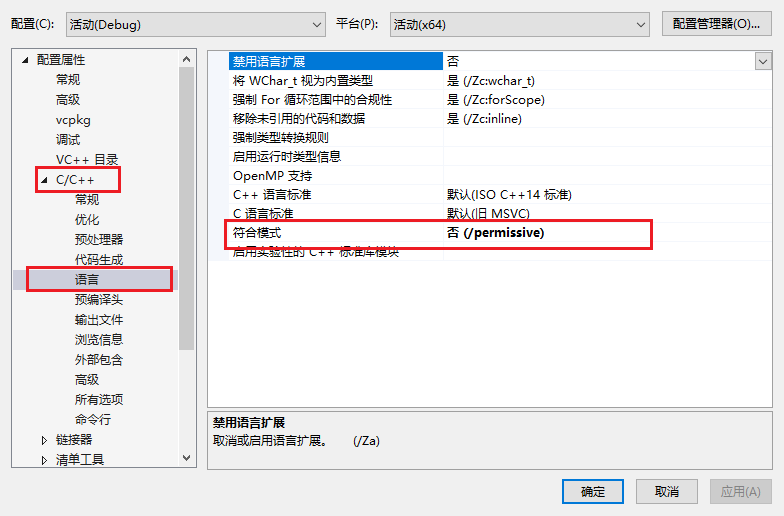 配置(C):
活动(Debug)
平台(P):
活动(x64)
配置管理器(O)...
配置属性
常规
高级
vcpkg
调试
VC++ 目录
C/C++
常规
优化
预处理器
代码生成
语言
预编译头
输出文件
浏览信息
外部包含
高级
所有选项
命令行
链接器
清单工具
禁用语言扩展 否
将 WChar_t 视为内置类型 是 (/Zc:wchar_t)
强制 For 循环范围中的合规性 是 (/Zc:forScope)
移除未引用的代码和数据 是 (/Zc:inline)
强制类型转换规则
启用运行时类型信息
OpenMP 支持
C++ 语言标准 默认(ISO C++14 标准)
C 语言标准 默认(旧 MSVC)
符合模式 否 (/permissive)
启用实验性的 C++ 标准库模块
禁用语言扩展
取消或启用语言扩展。 (/Za)
确定
取消
应用(A)